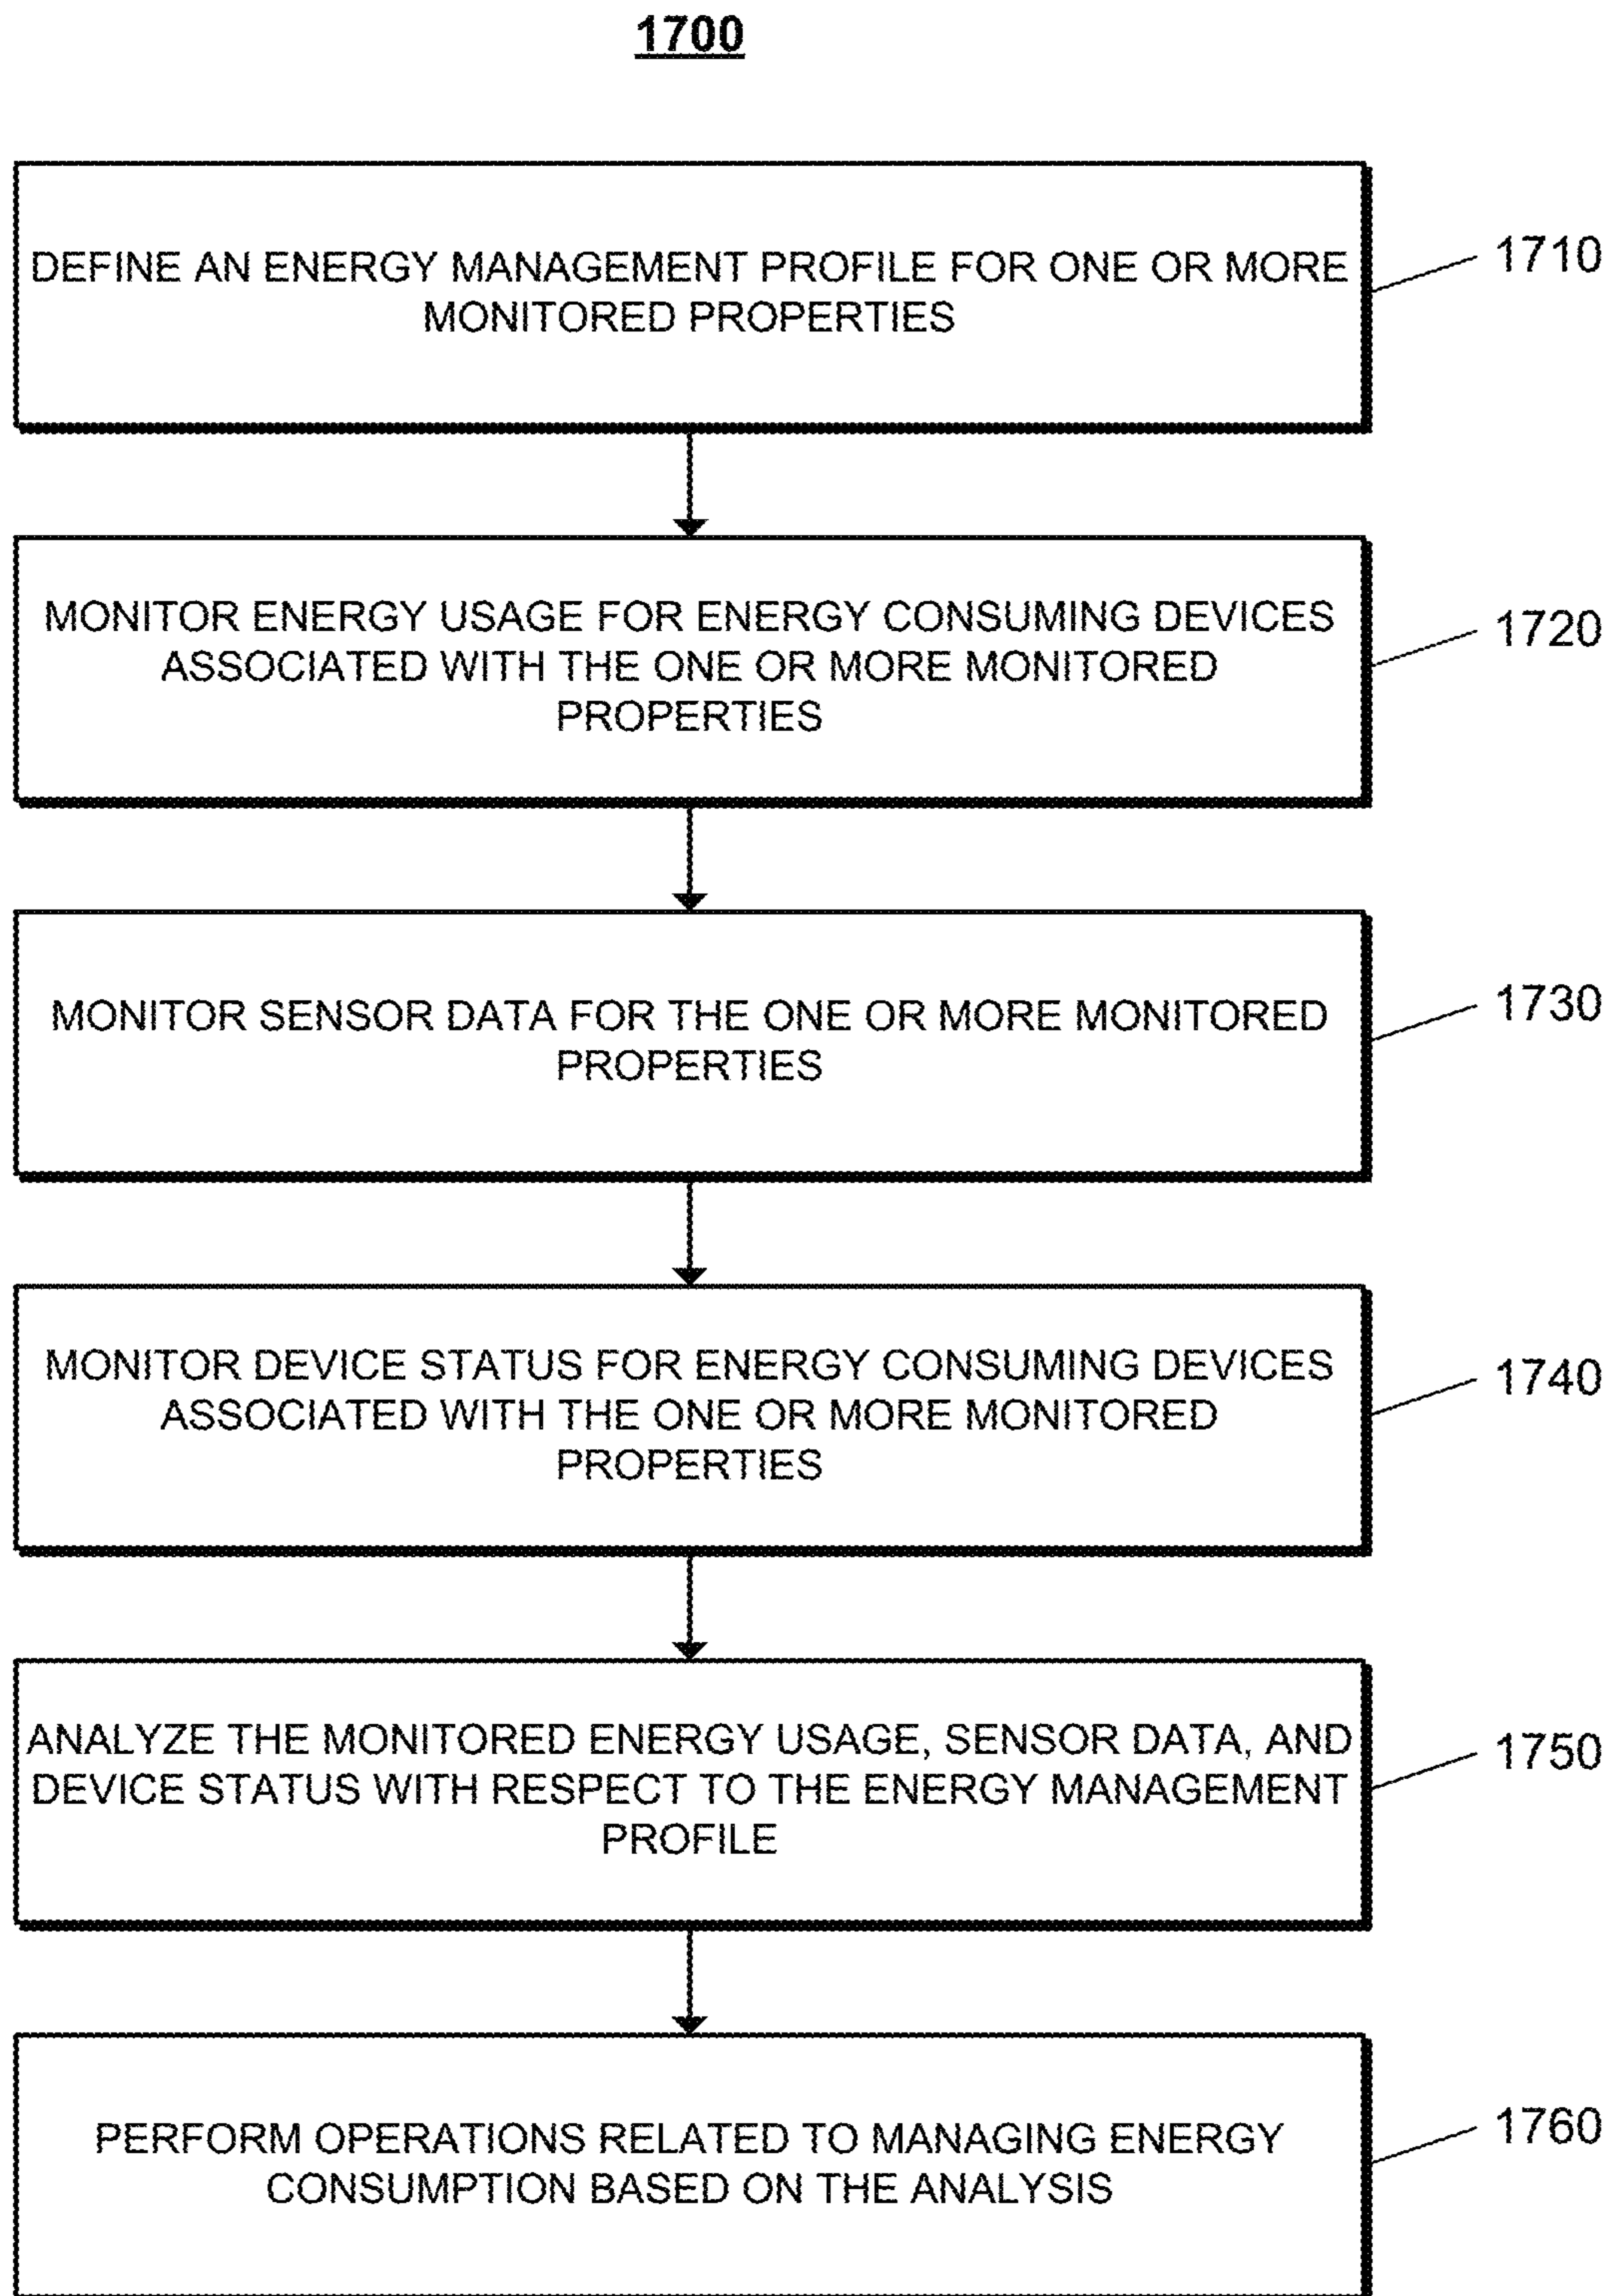 1700
DEFINE AN ENERGY MANAGEMENT PROFILE FOR ONE OR MORE
MONITORED PROPERTIES
1710
MONITOR ENERGY USAGE FOR ENERGY CONSUMING DEVICES
ASSOCIATED WITH THE ONE OR MORE MONITORED
PROPERTIES
1720
MONITOR SENSOR DATA FOR THE ONE OR MORE MONITORED
PROPERTIES
1730
MONITOR DEVICE STATUS FOR ENERGY CONSUMING DEVICES
ASSOCIATED WITH THE ONE OR MORE MONITORED
PROPERTIES
1740
ANALYZE THE MONITORED ENERGY USAGE, SENSOR DATA, AND
DEVICE STATUS WITH RESPECT TO THE ENERGY MANAGEMENT
PROFILE
1750
PERFORM OPERATIONS RELATED TO MANAGING ENERGY
CONSUMPTION BASED ON THE ANALYSIS
1760